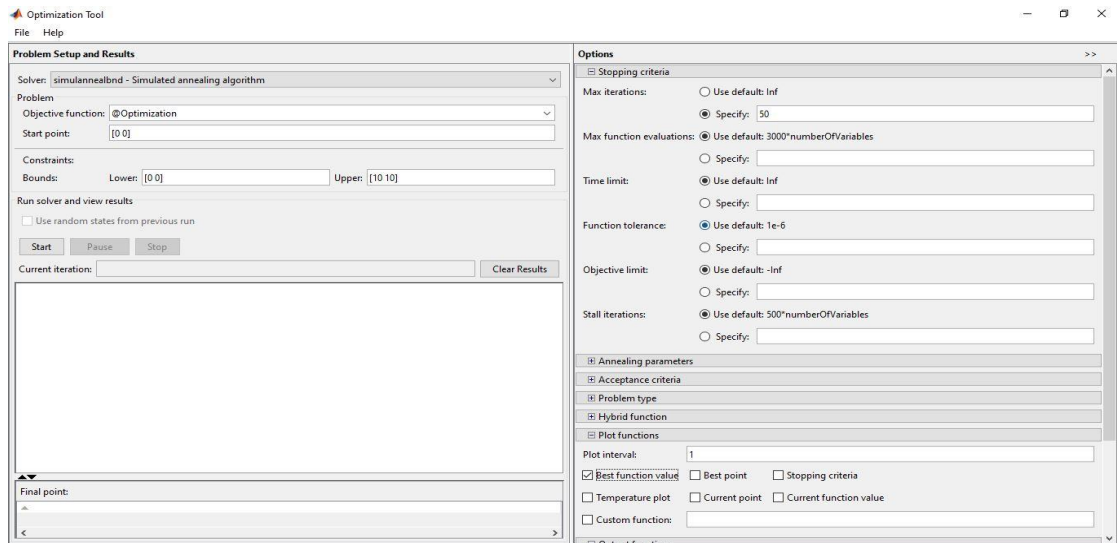 Optimization Tool
File Help
Problem Setup and Results
Solver: simulannealbnd - Simulated annealing algorithm
Problem
Objective function: @Optimization
Start point: [0 0]
Constraints:
Bounds: Lower: [0 0] Upper: [10 10]
Run solver and view results
Use random states from previous run
Start Pause Stop
Current iteration: Clear Results
Final point:
Options >>
Stopping criteria
Max iterations: Use default: Inf
Specify: 50
Max function evaluations: Use default: 3000*numberOfVariables
Specify:
Time limit: Use default: Inf
Specify:
Function tolerance: Use default: 1e-6
Specify:
Objective limit: Use default: -Inf
Specify:
Stall iterations: Use default: 500*numberOfVariables
Specify:
Annealing parameters
Acceptance criteria
Problem type
Hybrid function
Plot functions
Plot interval: 1
Best function value Best point Stopping criteria
Temperature plot Current point Current function value
Custom function: